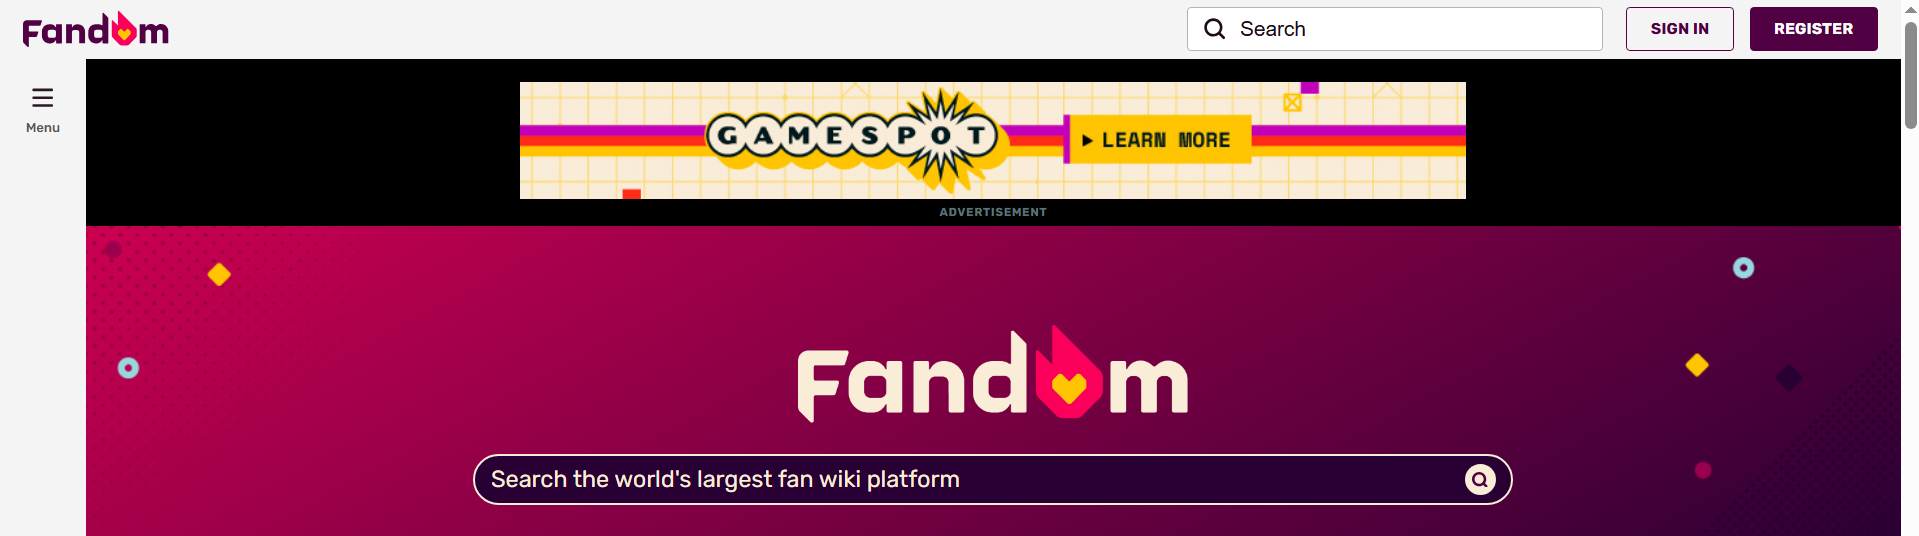 Fandom
Search
SIGN IN
REGISTER
Menu
GAMESPOT
LEARN MORE
ADVERTISEMENT
Fandom
Search the world's largest fan wiki platform